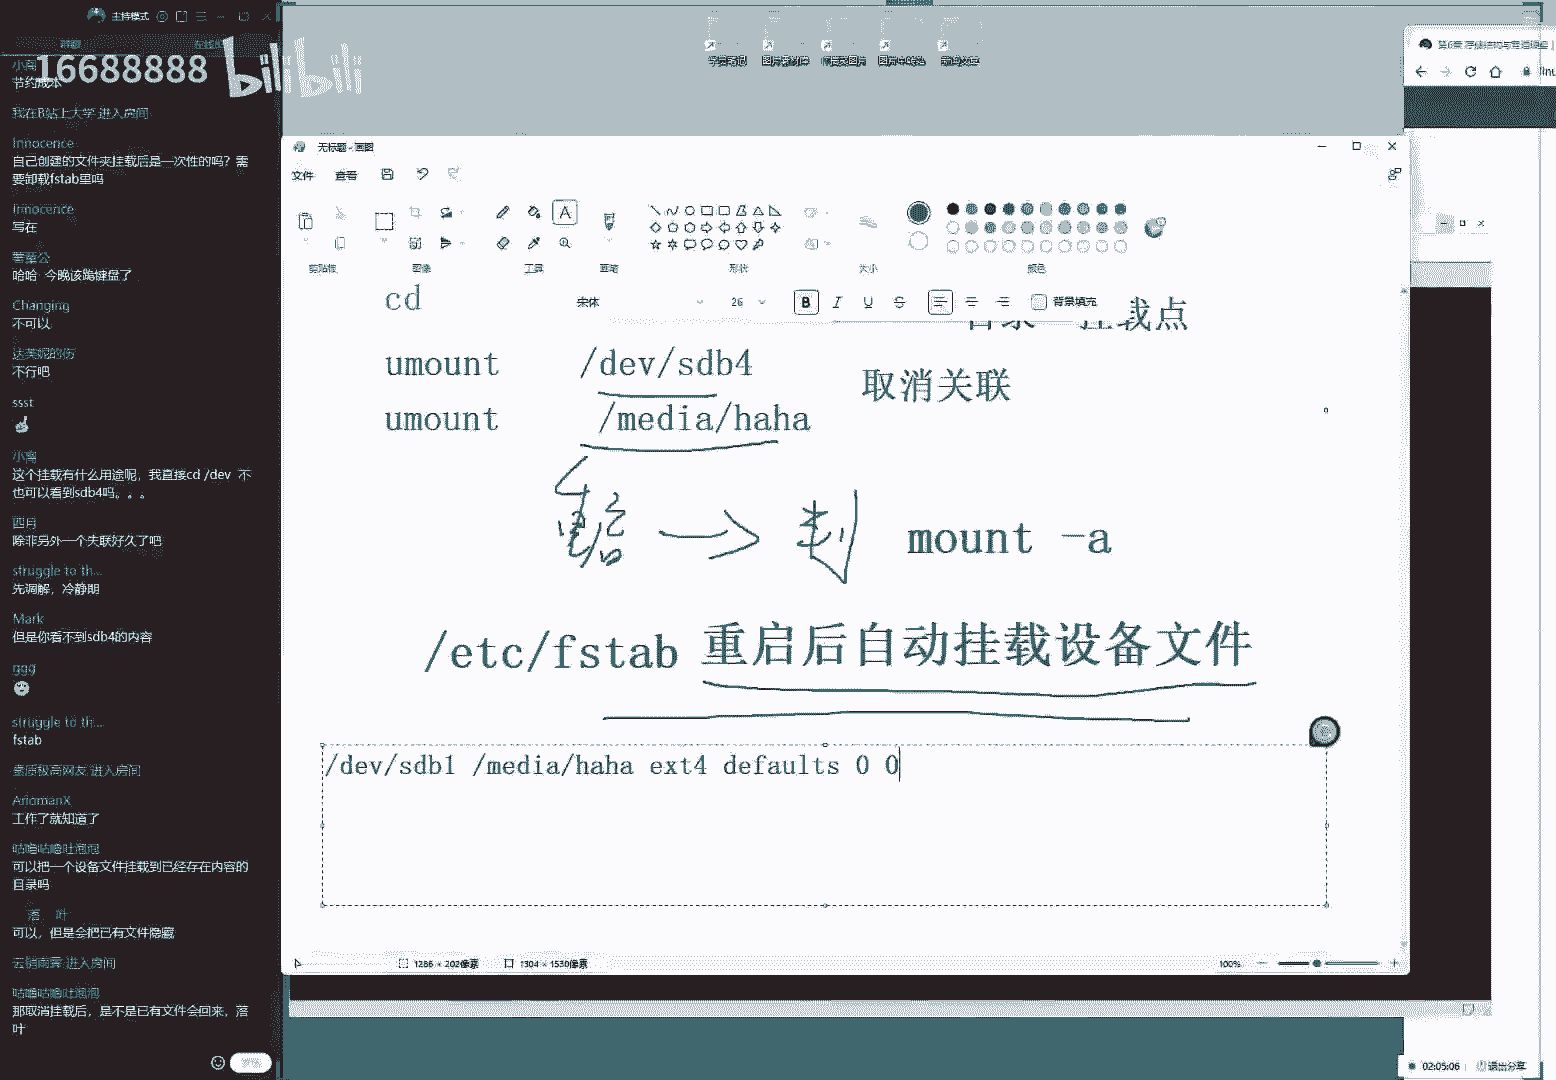 主持模式
16688888
bilibili
小南
节约成本
我在B站上大学 进入房间
Innocence
自己创建的文件夹挂载后是一次性的吗？需
要卸载fstab里吗
Innocence
写在
哈哈 今晚该跪键盘了
Changing
不可以
达芙妮的伤
不行吧
ssst
小南
这个挂载有什么用途呢，我直接cd /dev 不
也可以看到sdb4吗。。。
四月
除非另外一个失联好久了吧
struggle to th...
先调解，冷静期
Mark
但是你看不到sdb4的内容
ggg
struggle to th...
fstab
进入房间
AriomanX
工作了就知道了
咕噜咕噜吐泡泡
可以把一个设备文件挂载到已经存在内容的
目录吗
落 叶
可以，但是会把已有文件隐藏
进入房间
咕噜咕噜吐泡泡
那取消挂载后，是不是已有文件会回来，落
叶
无标题 - 画图
文件 查看
剪贴板 图像 工具 画笔 形状 大小 颜色
宋体 26 B I U 背景填充
cd
目录 挂载点
umount /dev/sdb4
取消关联
umount /media/haha
mount -a
/etc/fstab 重启后自动挂载设备文件
/dev/sdb1 /media/haha ext4 defaults 0 0
1286 × 202像素 1304 × 1530像素 100%
02:05:06 退出分享